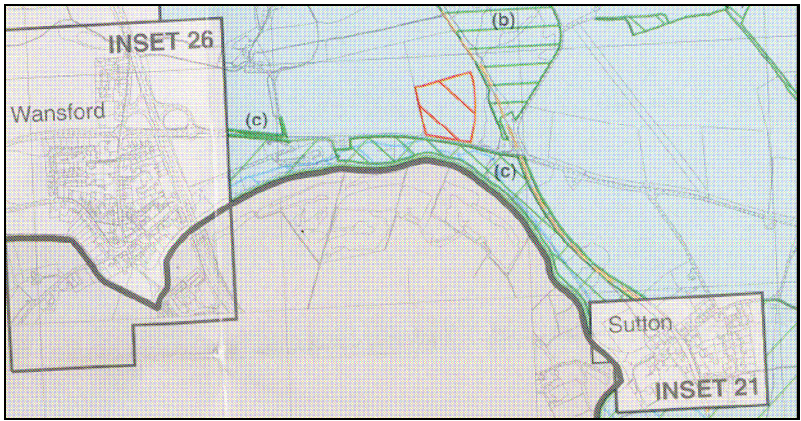 (b)
INSET 26
Wansford
(c)
(c)
Sutton
INSET 21